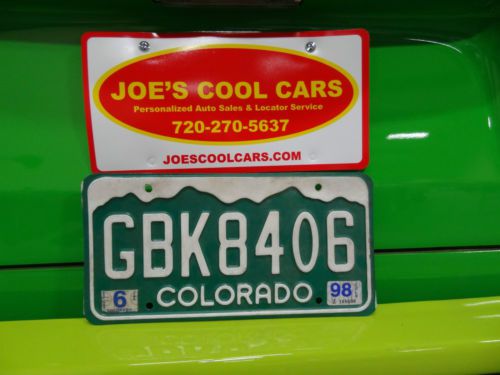 JOE'S COOL CARS
Personalized Auto Sales & Locator Service
720-270-5637
JOESCOOLCARS.COM
GBK8406
6
COLORADO
98